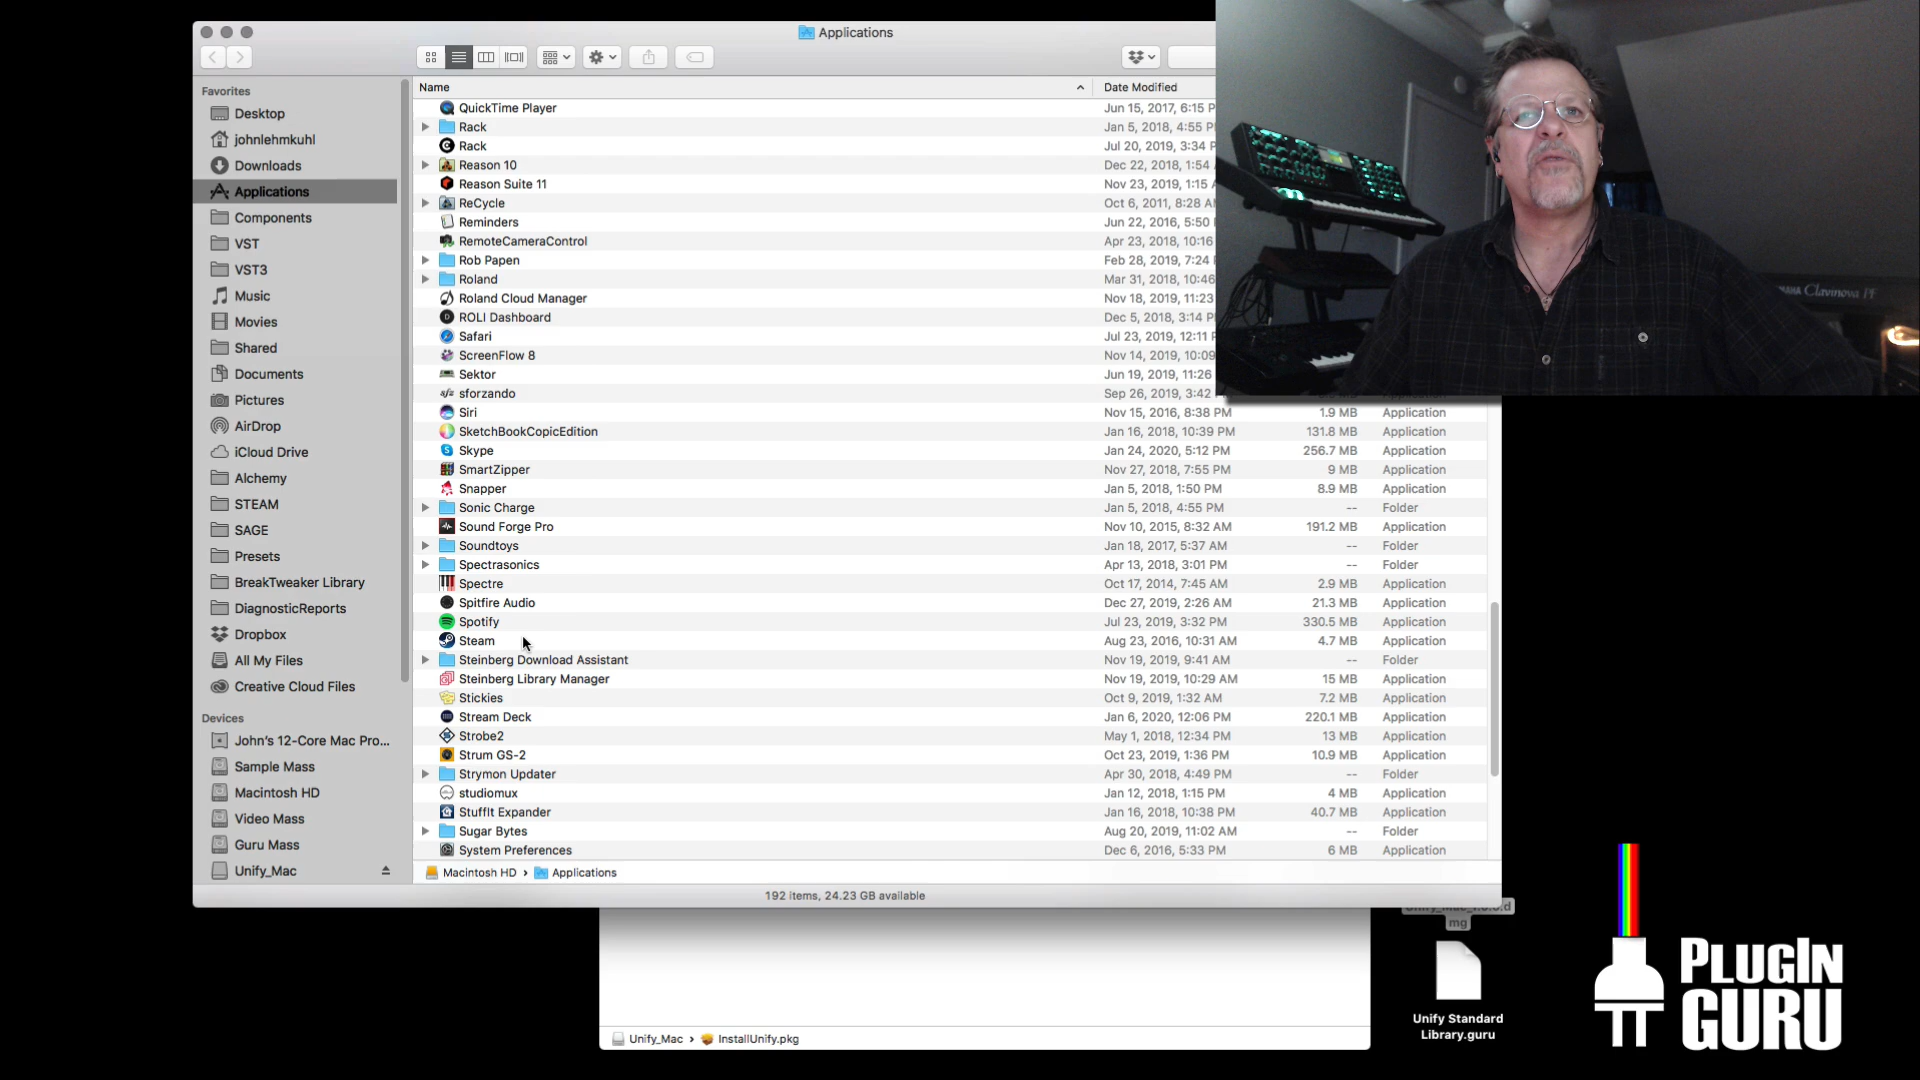 Applications
Name
Date Modified
Favorites
Desktop
johnlehmkuhl
Downloads
Applications
Components
VST
VST3
Music
Movies
Shared
Documents
Pictures
AirDrop
iCloud Drive
Alchemy
STEAM
SAGE
Presets
BreakTweaker Library
DiagnosticReports
Dropbox
All My Files
Creative Cloud Files
Devices
John's 12-Core Mac Pro...
Sample Mass
Macintosh HD
Video Mass
Guru Mass
Unify_Mac
QuickTime Player Jun 15, 2017, 6:15 P
Rack Jan 5, 2018, 4:55 P
Rack Jul 20, 2019, 3:34 P
Reason 10 Dec 22, 2018, 1:54
Reason Suite 11 Nov 23, 2019, 1:15
ReCycle Oct 6, 2011, 8:28 A
Reminders Jun 22, 2016, 5:50
RemoteCameraControl Apr 23, 2018, 10:16
Rob Papen Feb 28, 2019, 7:24
Roland Mar 31, 2018, 10:46
Roland Cloud Manager Nov 18, 2019, 11:23
ROLI Dashboard Dec 5, 2018, 3:14 P
Safari Jul 23, 2019, 12:11
ScreenFlow 8 Nov 14, 2019, 10:09
Sektor Jun 19, 2019, 11:26
sforzando Sep 26, 2019, 3:42
Siri Nov 15, 2016, 8:38 PM 1.9 MB Application
SketchBookCopicEdition Jan 16, 2018, 10:39 PM 131.8 MB Application
Skype Jan 24, 2020, 5:12 PM 256.7 MB Application
SmartZipper Nov 27, 2018, 7:55 PM 9 MB Application
Snapper Jan 5, 2018, 1:50 PM 8.9 MB Application
Sonic Charge Jan 5, 2018, 4:55 PM -- Folder
Sound Forge Pro Nov 10, 2015, 8:32 AM 191.2 MB Application
Soundtoys Jan 18, 2017, 5:37 AM -- Folder
Spectrasonics Apr 13, 2018, 3:01 PM -- Folder
Spectre Oct 17, 2014, 7:45 AM 2.9 MB Application
Spitfire Audio Dec 27, 2019, 2:26 AM 21.3 MB Application
Spotify Jul 23, 2019, 3:32 PM 330.5 MB Application
Steam Aug 23, 2016, 10:31 AM 4.7 MB Application
Steinberg Download Assistant Nov 19, 2019, 9:41 AM -- Folder
Steinberg Library Manager Nov 19, 2019, 10:29 AM 15 MB Application
Stickies Oct 9, 2019, 1:32 AM 7.2 MB Application
Stream Deck Jan 6, 2020, 12:06 PM 220.1 MB Application
Strobe2 May 1, 2018, 12:34 PM 13 MB Application
Strum GS-2 Oct 23, 2019, 1:36 PM 10.9 MB Application
Strymon Updater Apr 30, 2018, 4:49 PM -- Folder
studiomux Jan 12, 2018, 1:15 PM 4 MB Application
StuffIt Expander Jan 16, 2018, 10:38 PM 40.7 MB Application
Sugar Bytes Aug 20, 2019, 11:02 AM -- Folder
System Preferences Dec 6, 2016, 5:33 PM 6 MB Application
Macintosh HD › Applications
192 items, 24.23 GB available
mg
Unify Standard
Library.guru
Unify_Mac › InstallUnify.pkg
PLUGIN
GURU
Clavinova